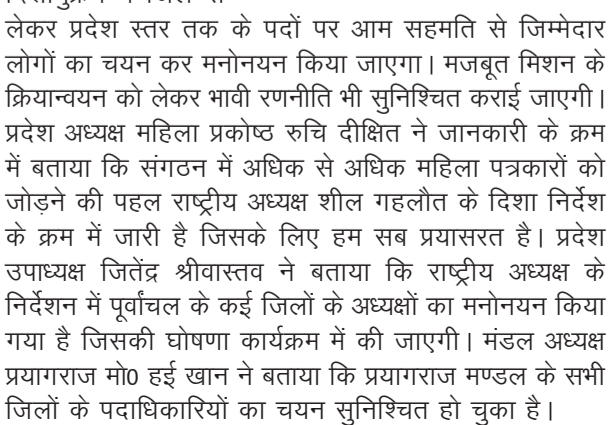 लेकर प्रदेश स्तर तक के पदों पर आम सहमति से जिम्मेदार
लोगों का चयन कर मनोनयन किया जाएगा। मजबूत मिशन के
क्रियान्वयन को लेकर भावी रणनीति भी सुनिश्चित कराई जाएगी।
प्रदेश अध्यक्ष महिला प्रकोष्ठ रुचि दीक्षित ने जानकारी के क्रम
में बताया कि संगठन में अधिक से अधिक महिला पत्रकारों को
जोड़ने की पहल राष्ट्रीय अध्यक्ष शील गहलौत के दिशा निर्देश
के क्रम में जारी है जिसके लिए हम सब प्रयासरत है। प्रदेश
उपाध्यक्ष जितेंद्र श्रीवास्तव ने बताया कि राष्ट्रीय अध्यक्ष के
निर्देशन में पूर्वांचल के कई जिलों के अध्यक्षों का मनोनयन किया
गया है जिसकी घोषणा कार्यक्रम में की जाएगी। मंडल अध्यक्ष
प्रयागराज मो0 हई खान ने बताया कि प्रयागराज मण्डल के सभी
जिलों के पदाधिकारियों का चयन सुनिश्चित हो चुका है।